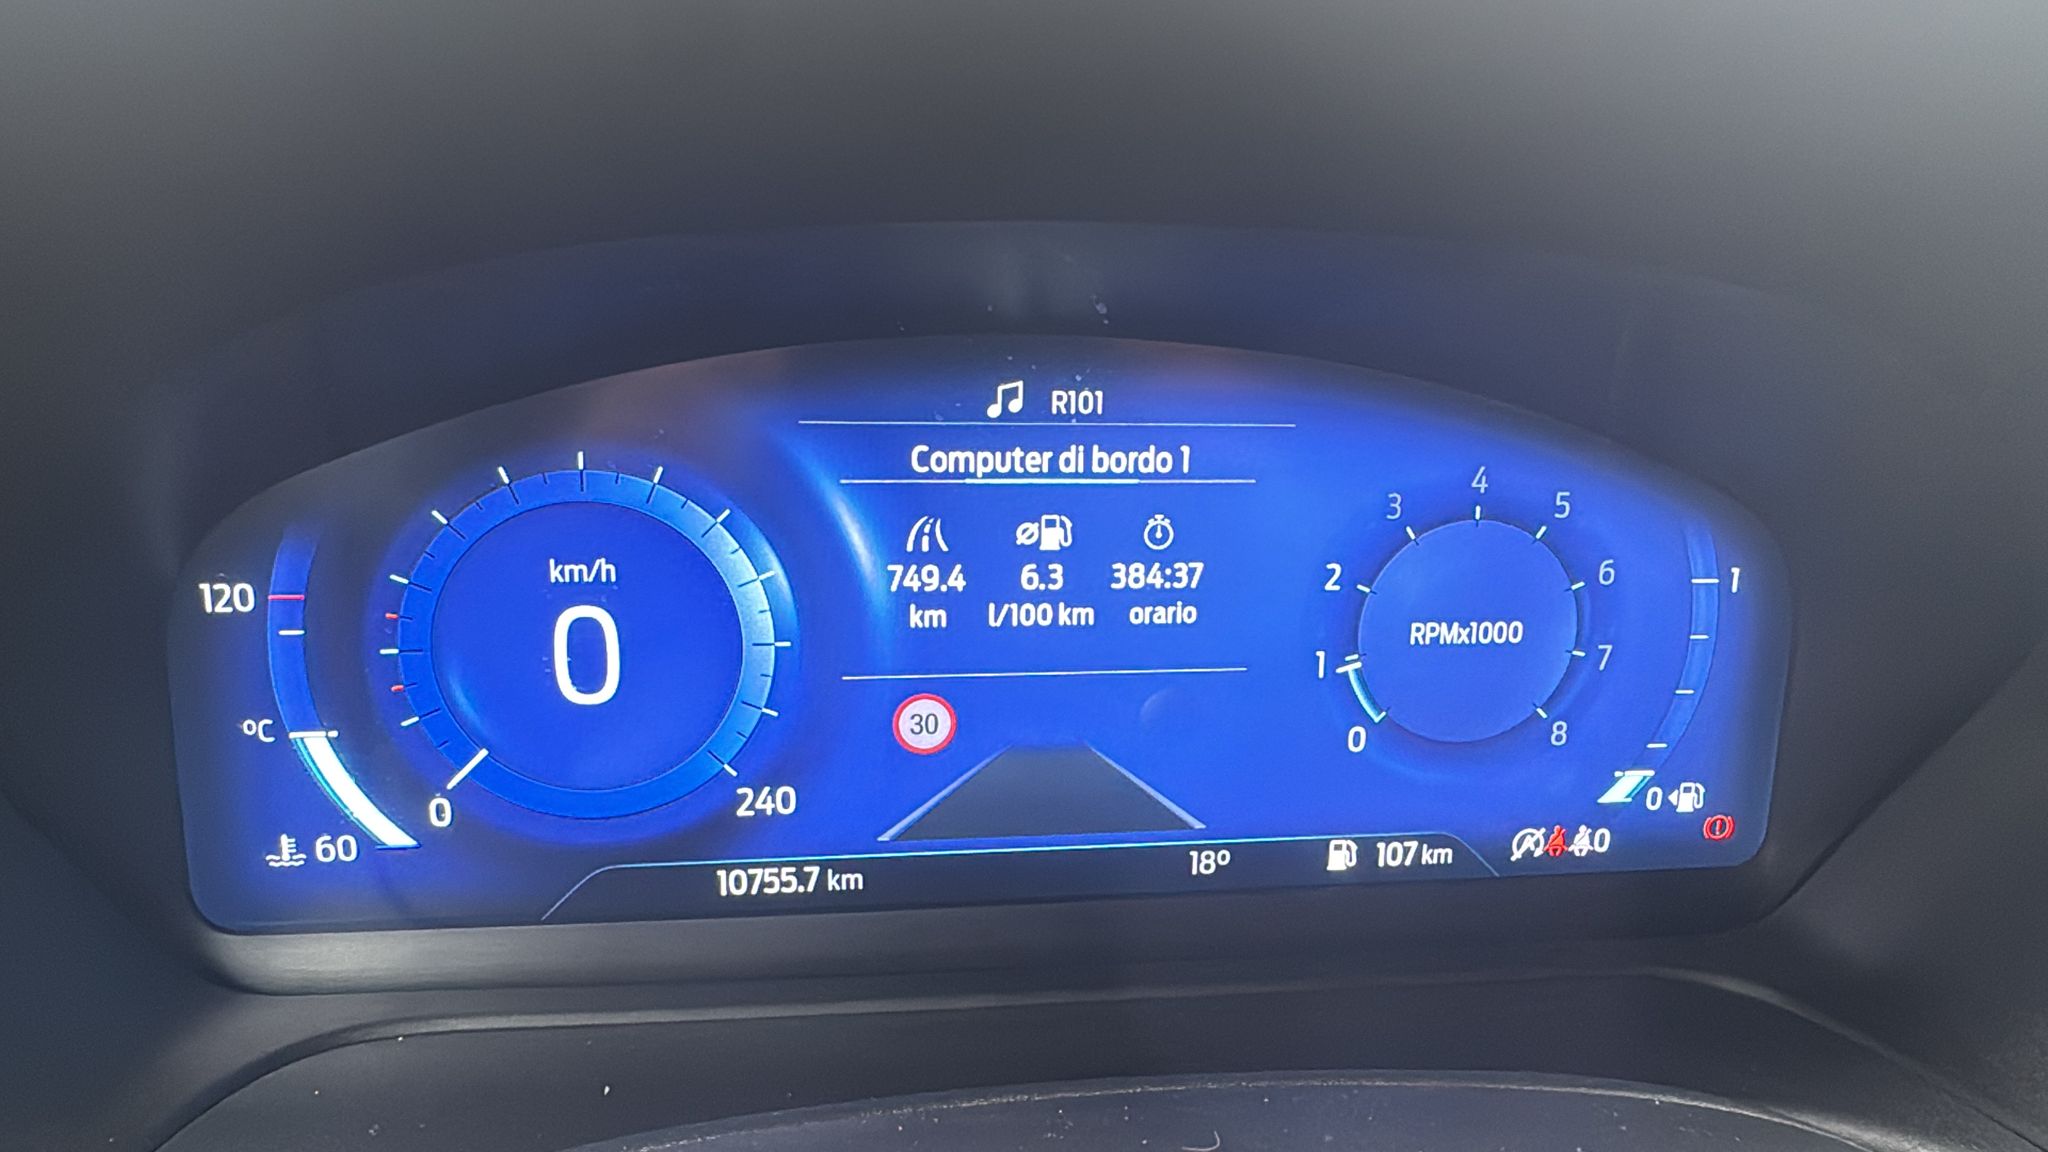 R101
Computer di bordo 1
749.4 6.3 384:37
km l/100 km orario
km/h
0
0
240
120
°C
60
30
RPMx1000
0
1
2
3
4
5
6
7
8
1
0
10755.7 km
18°
107 km
0